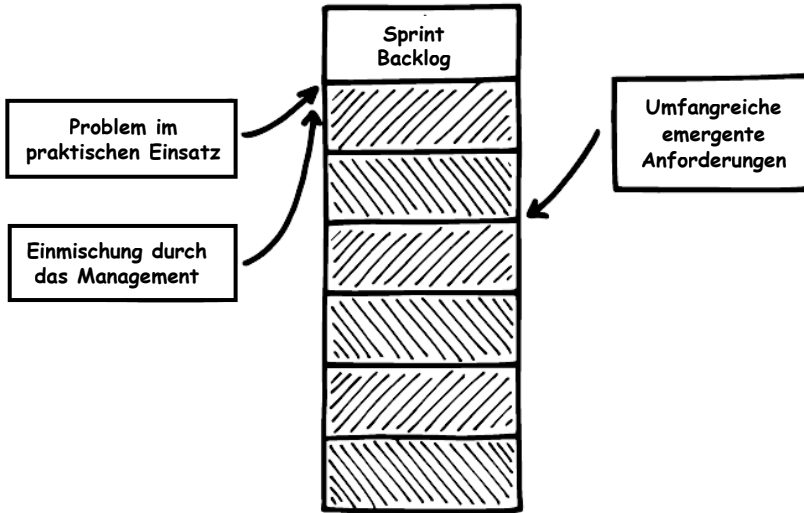 Sprint
Backlog
Problem im
praktischen Einsatz
Einmischung durch
das Management
Umfangreiche
emergente
Anforderungen